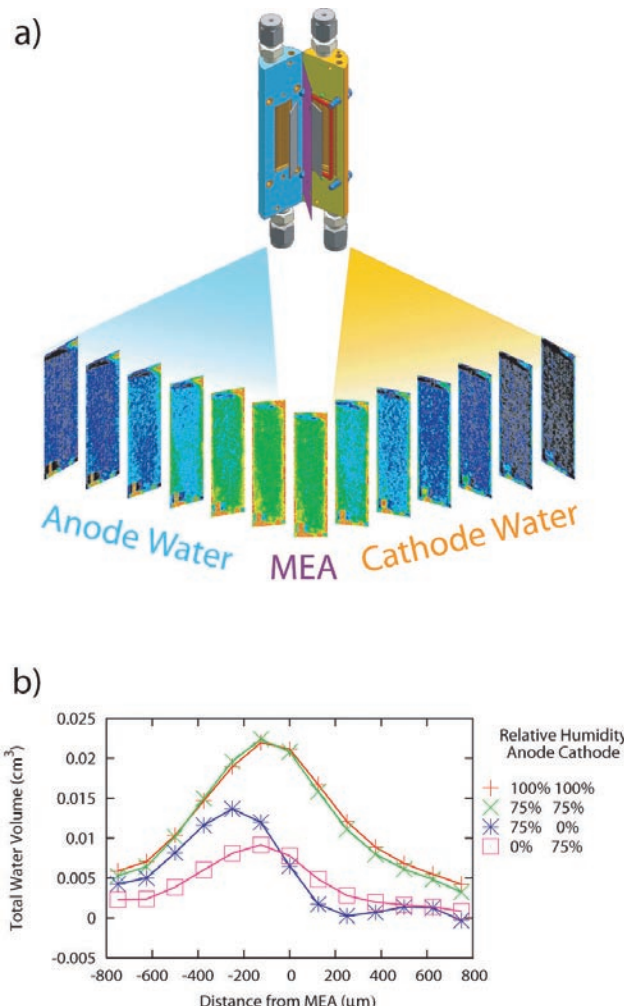 a)
Anode Water
MEA
Cathode Water
b)
Total Water Volume (cm³)
0.025
0.02
0.015
0.01
0.005
0
-0.005
-800 -600 -400 -200 0 200 400 600 800
Distance from MEA (μm)
Relative Humidity
Anode Cathode
100% 100%
75% 75%
75% 0%
0% 75%